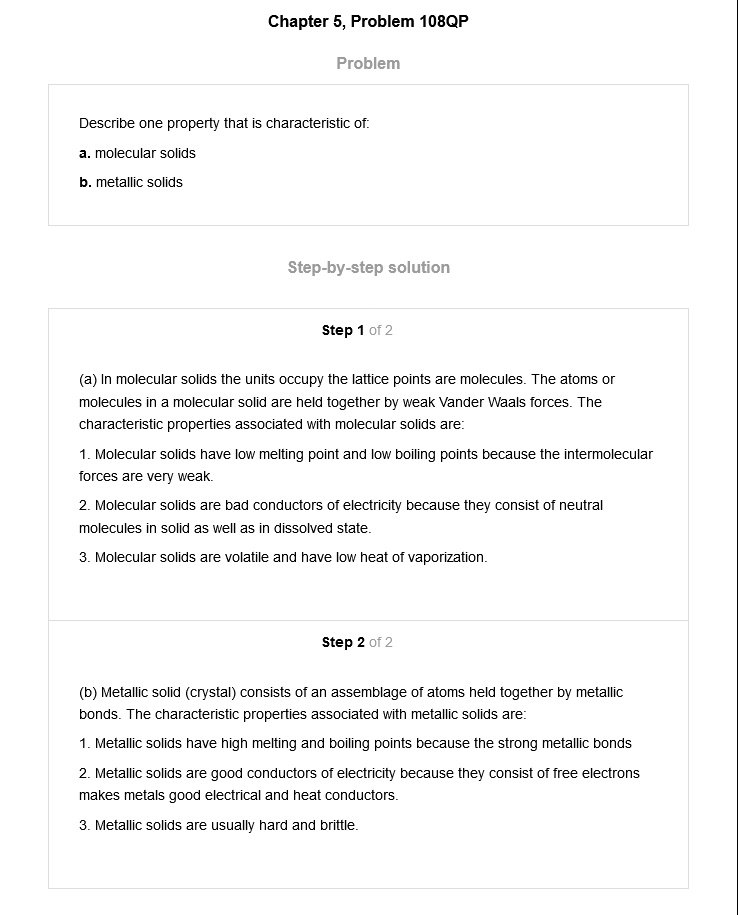 Chapter 5, Problem 108QP
Problem
Describe one property that is characteristic of:
a. molecular solids
b. metallic solids
Step-by-step solution
Step 1 of 2
(a) In molecular solids the units occupy the lattice points are molecules. The atoms or
molecules in a molecular solid are held together by weak Vander Waals forces. The
characteristic properties associated with molecular solids are:
1. Molecular solids have low melting point and low boiling points because the intermolecular
forces are very weak.
2. Molecular solids are bad conductors of electricity because they consist of neutral
molecules in solid as well as in dissolved state.
3. Molecular solids are volatile and have low heat of vaporization.
Step 2 of 2
(b) Metallic solid (crystal) consists of an assemblage of atoms held together by metallic
bonds. The characteristic properties associated with metallic solids are:
1. Metallic solids have high melting and boiling points because the strong metallic bonds
2. Metallic solids are good conductors of electricity because they consist of free electrons
makes metals good electrical and heat conductors.
3. Metallic solids are usually hard and brittle.